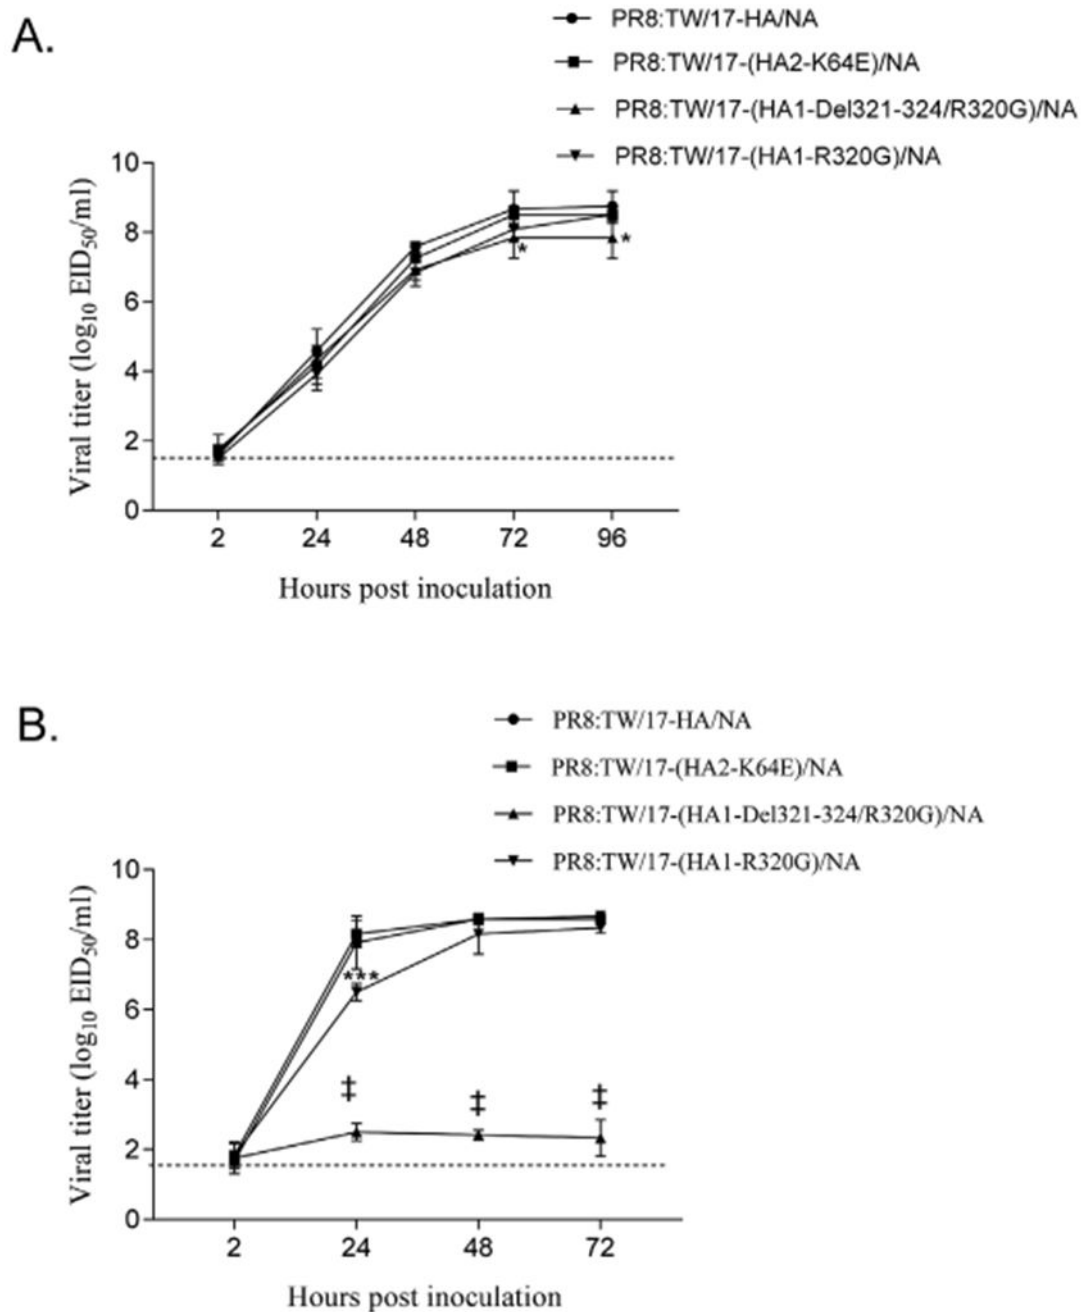 A.
PR8:TW/17-HA/NA
PR8:TW/17-(HA2-K64E)/NA
PR8:TW/17-(HA1-Del321-324/R320G)/NA
PR8:TW/17-(HA1-R320G)/NA
10
8
6
4
2
0
Viral titer (log10 EID50/ml)
*
*
2 24 48 72 96
Hours post inoculation
B.
PR8:TW/17-HA/NA
PR8:TW/17-(HA2-K64E)/NA
PR8:TW/17-(HA1-Del321-324/R320G)/NA
PR8:TW/17-(HA1-R320G)/NA
10
8
6
4
2
0
Viral titer (log10 EID50/ml)
***
‡ ‡ ‡
2 24 48 72
Hours post inoculation